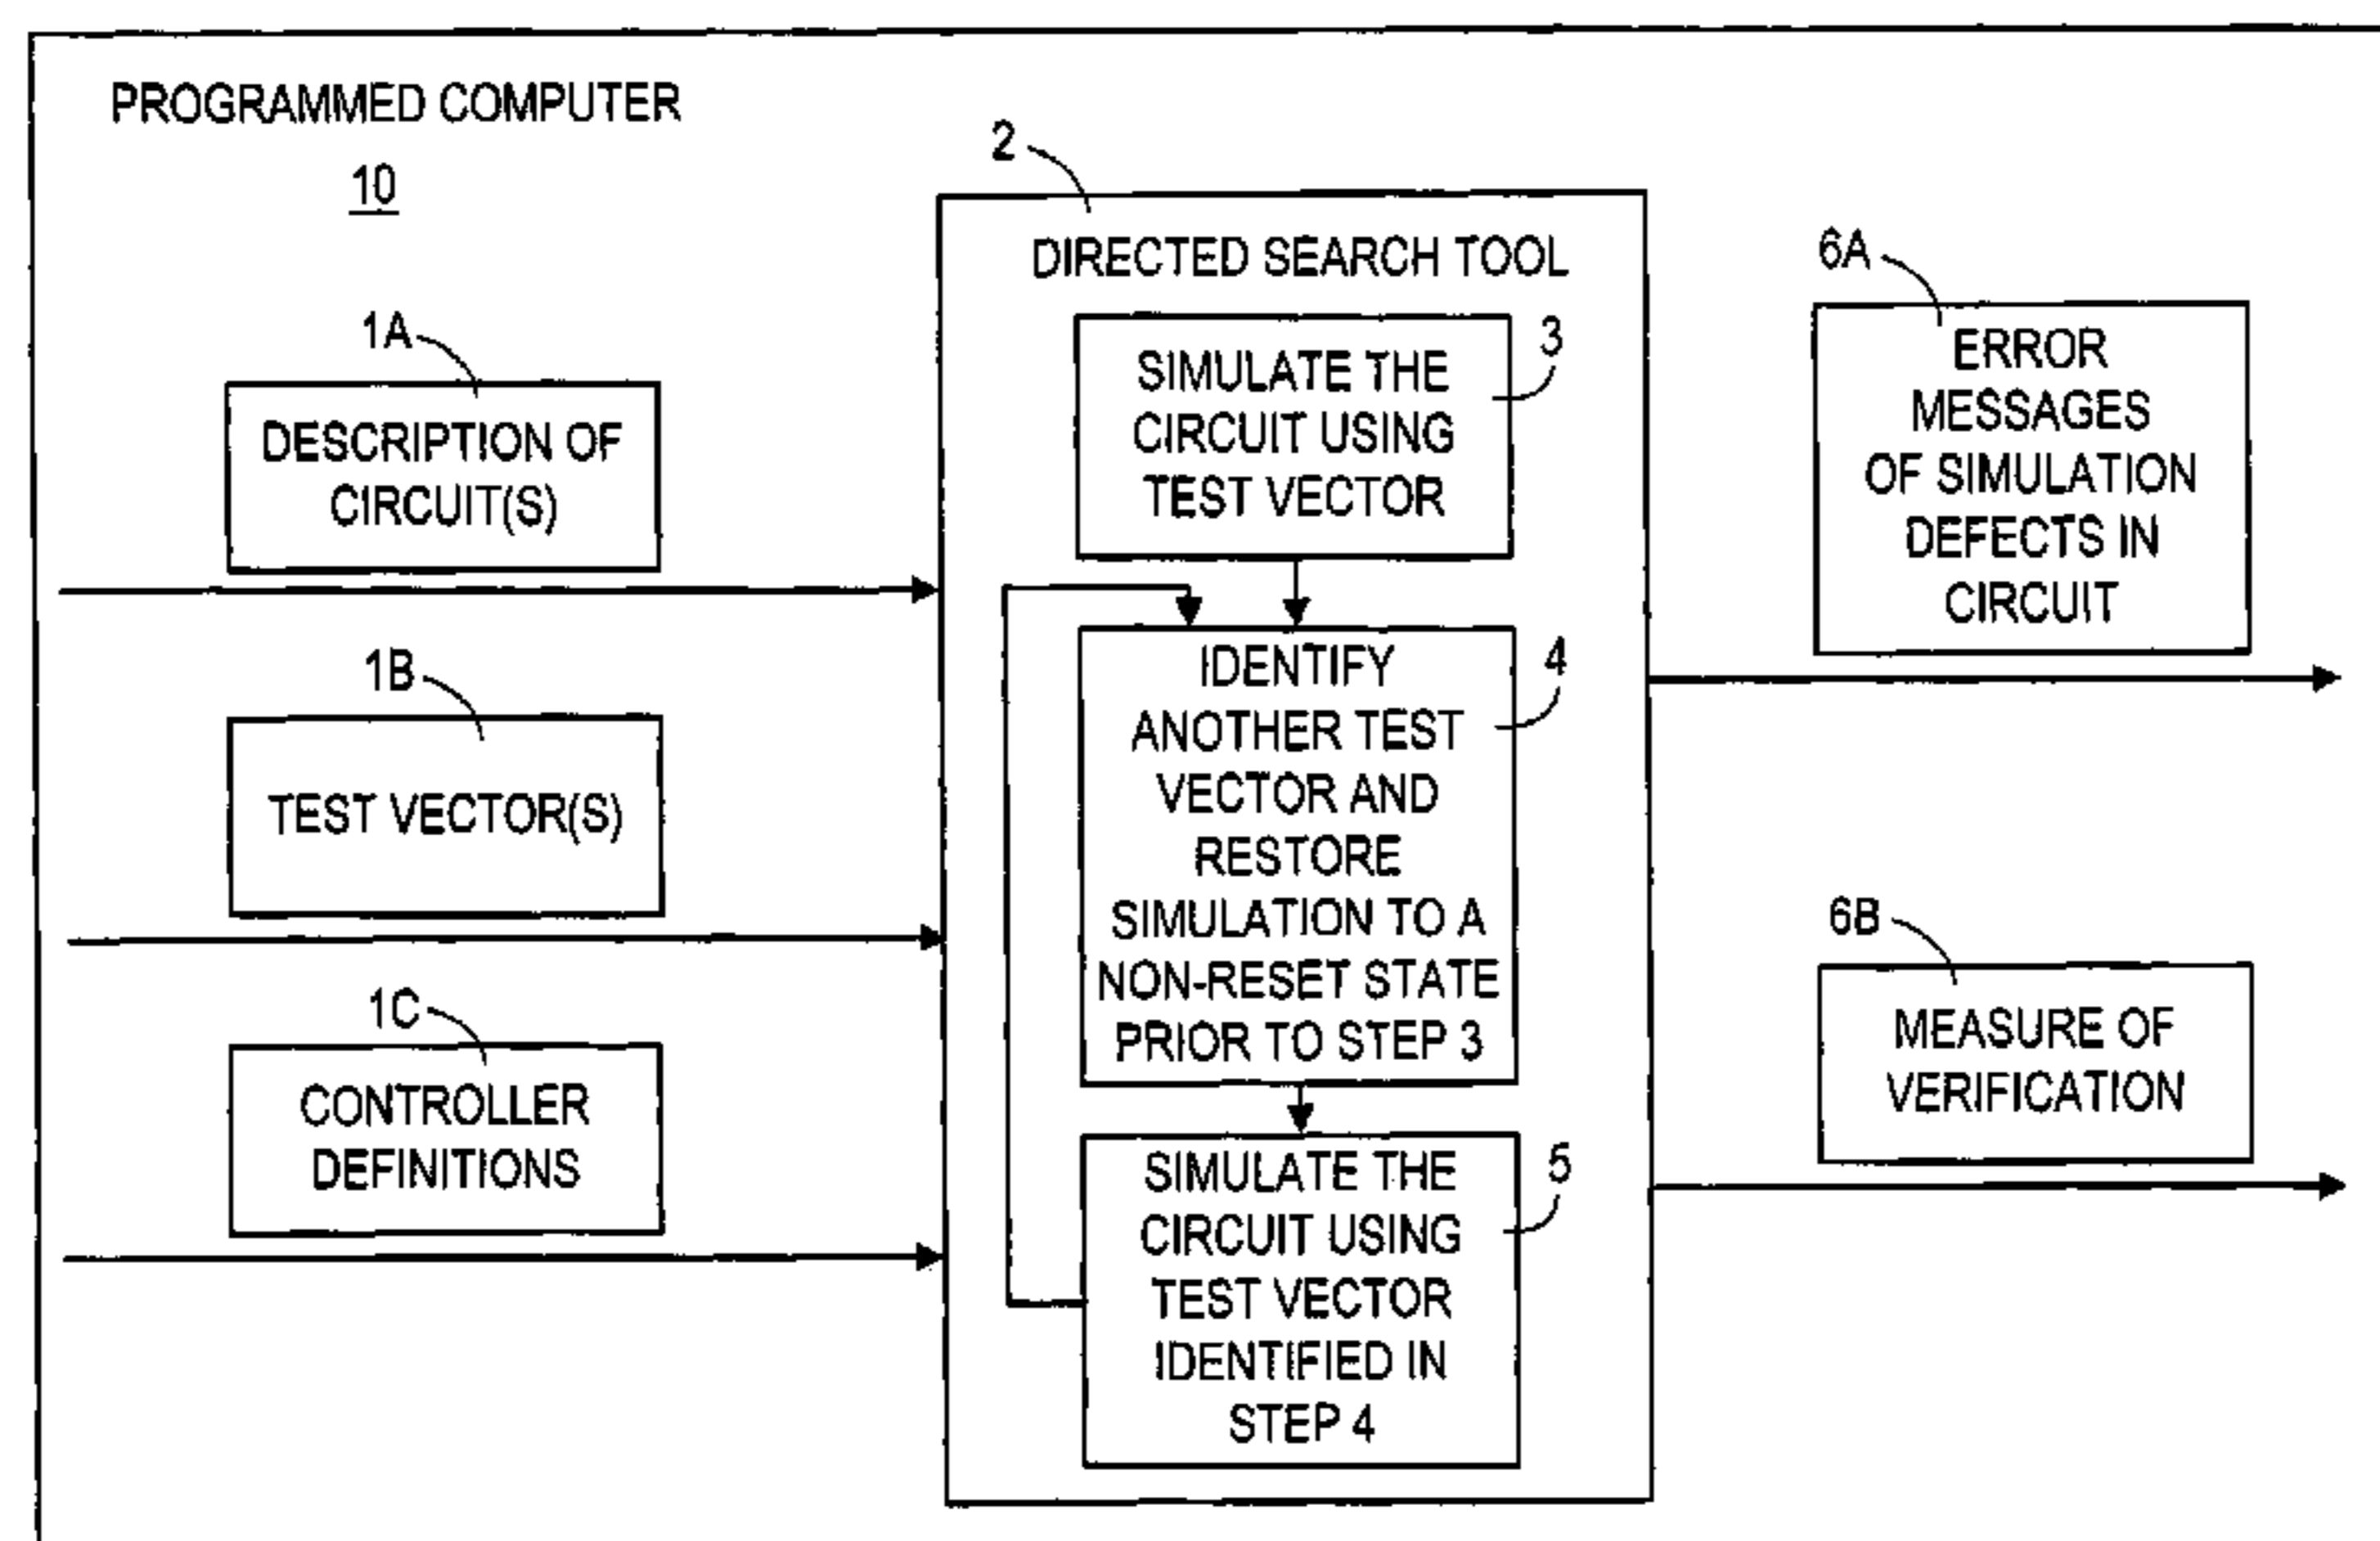 PROGRAMMED COMPUTER
10
1A
DESCRIPTION OF
CIRCUIT(S)
1B
TEST VECTOR(S)
1C
CONTROLLER
DEFINITIONS
2
DIRECTED SEARCH TOOL
3
SIMULATE THE
CIRCUIT USING
TEST VECTOR
4
IDENTIFY
ANOTHER TEST
VECTOR AND
RESTORE
SIMULATION TO A
NON-RESET STATE
PRIOR TO STEP 3
5
SIMULATE THE
CIRCUIT USING
TEST VECTOR
IDENTIFIED IN
STEP 4
6A
ERROR
MESSAGES
OF SIMULATION
DEFECTS IN
CIRCUIT
6B
MEASURE OF
VERIFICATION